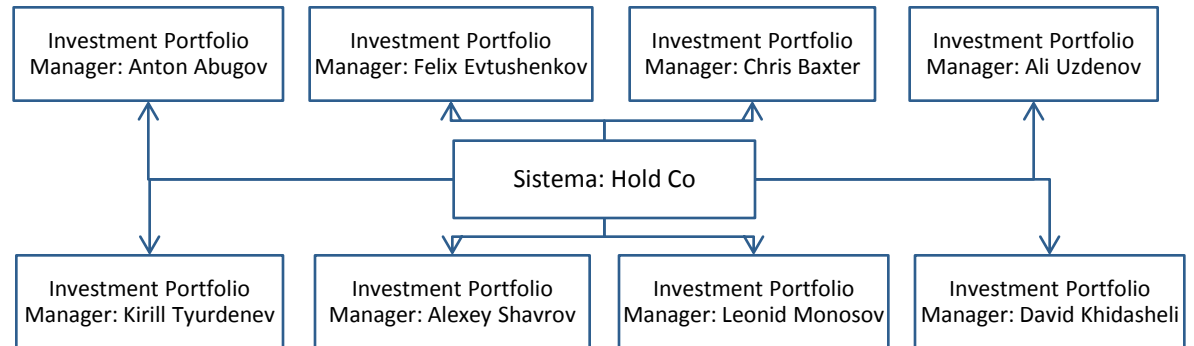 Investment Portfolio
Manager: Anton Abugov
Investment Portfolio
Manager: Felix Evtushenkov
Investment Portfolio
Manager: Chris Baxter
Investment Portfolio
Manager: Ali Uzdenov
Sistema: Hold Co
Investment Portfolio
Manager: Kirill Tyurdenev
Investment Portfolio
Manager: Alexey Shavrov
Investment Portfolio
Manager: Leonid Monosov
Investment Portfolio
Manager: David Khidasheli